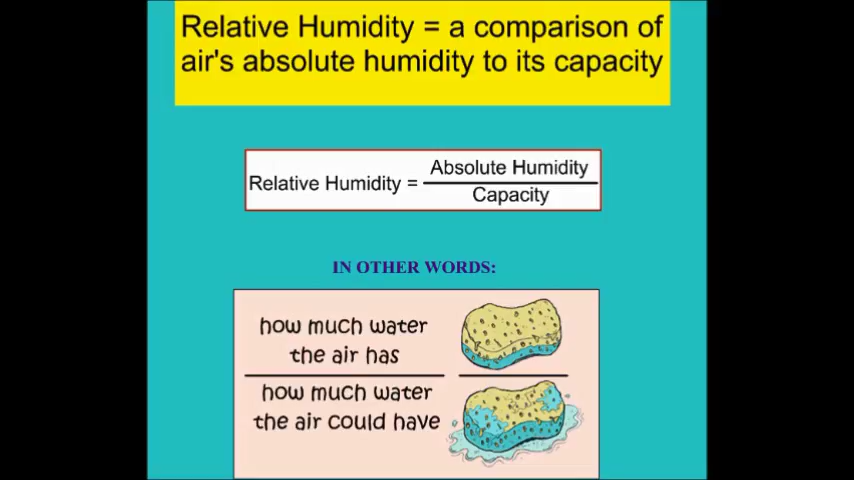 Relative Humidity = a comparison of
air's absolute humidity to its capacity
Relative Humidity = Absolute Humidity
Capacity
IN OTHER WORDS:
how much water
the air has
how much water
the air could have